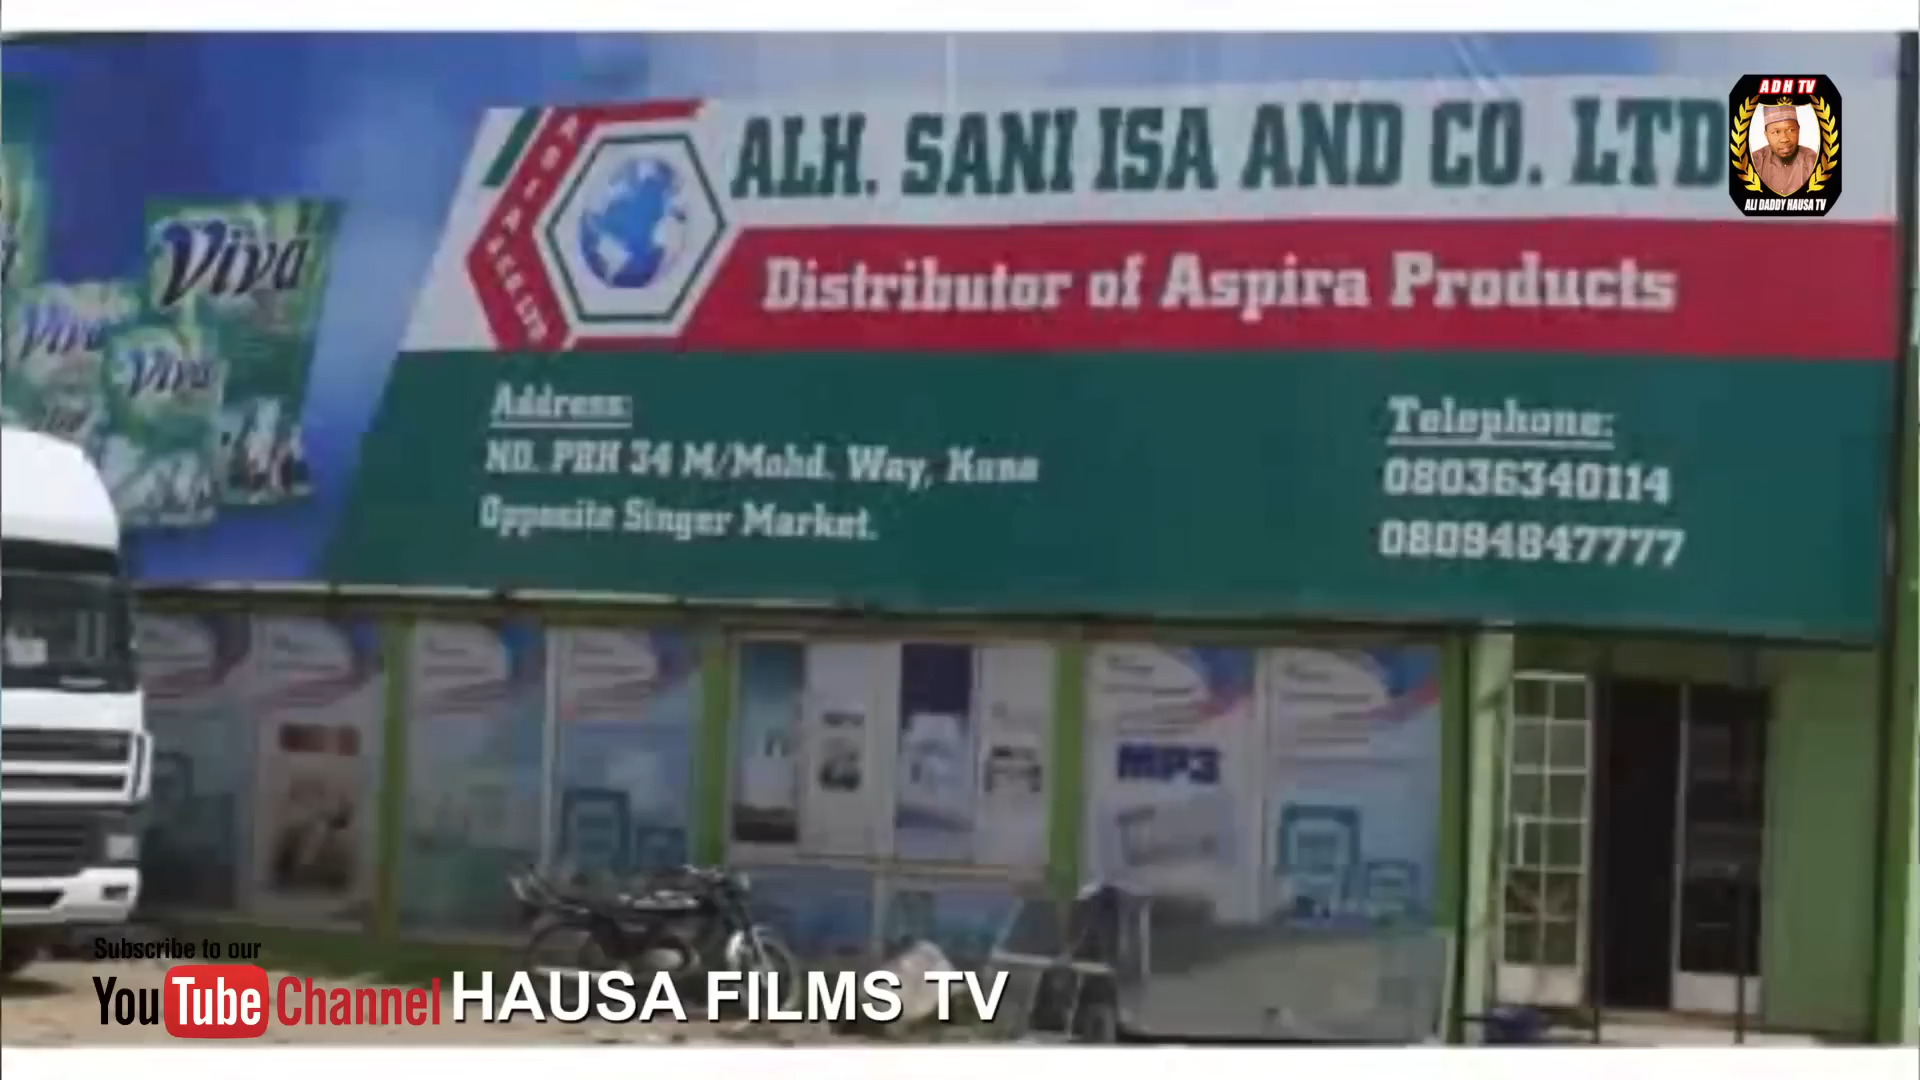 ADH TV
ALI DADDY HAUSA TV
ALH. SANI ISA AND CO. LTD
Distributor of Aspira Products
Viva
Viva
Viva
Address:
NO. PBH 34 M/Mohd. Way, Kano
Opposite Singer Market.
Telephone:
08036340114
08094847777
MP3
Subscribe to our
YouTube Channel HAUSA FILMS TV